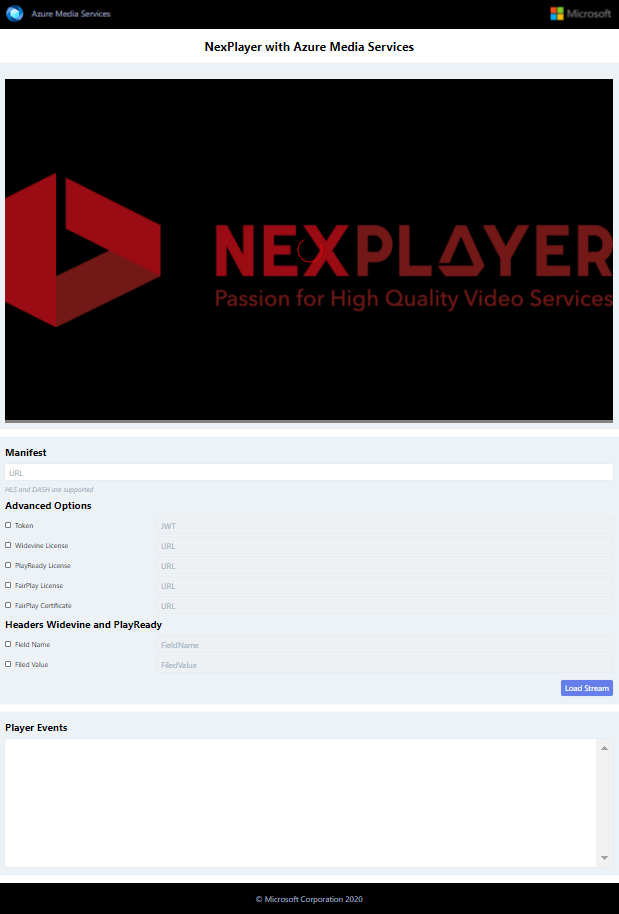 Azure Media Services
Microsoft
NexPlayer with Azure Media Services
NEXPLAYER
Passion for High Quality Video Services
Manifest
URL
HLS and DASH are supported
Advanced Options
Token JWT
Widevine License URL
PlayReady License URL
FairPlay License URL
FairPlay Certificate URL
Headers Widevine and PlayReady
Field Name FieldName
Filed Value FiledValue
Load Stream
Player Events
© Microsoft Corporation 2020